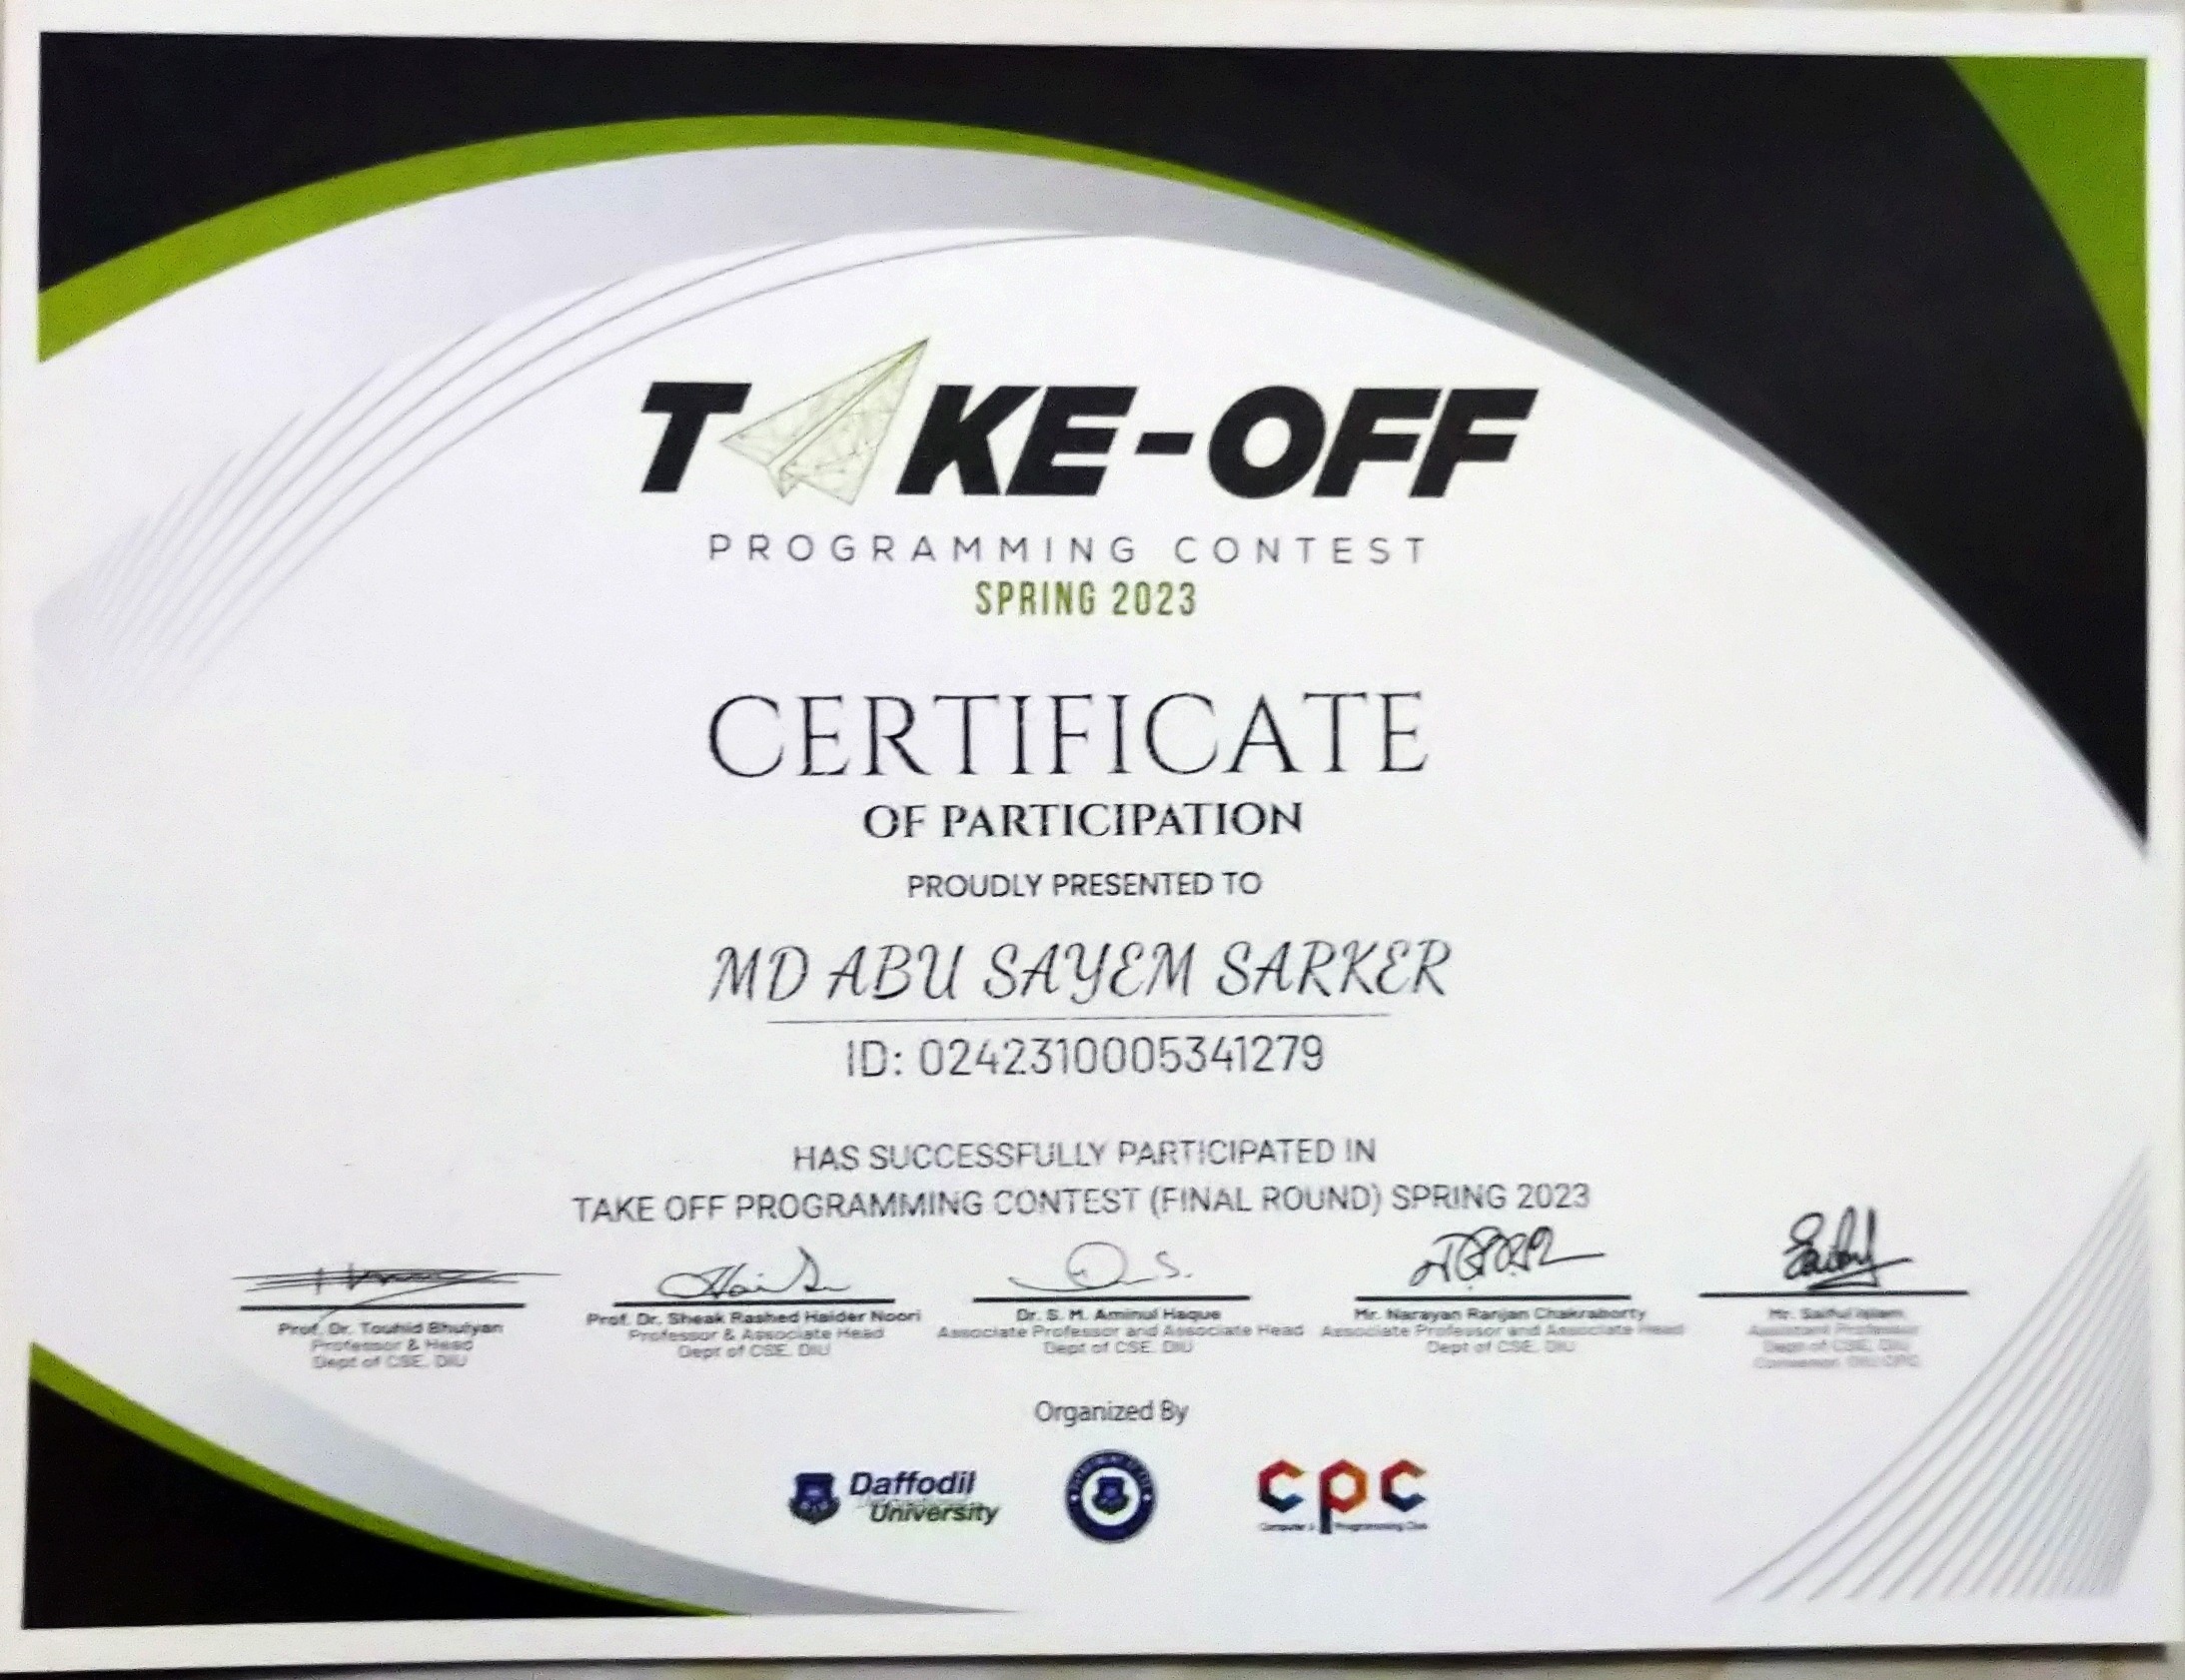 TAKE-OFF
PROGRAMMING CONTEST
SPRING 2023
CERTIFICATE
OF PARTICIPATION
PROUDLY PRESENTED TO
MD ABU SAYEM SARKER
ID: 0242310005341279
HAS SUCCESSFULLY PARTICIPATED IN
TAKE OFF PROGRAMMING CONTEST (FINAL ROUND) SPRING 2023
Prof. Dr. Touhid Bhuiyan
Professor & Head
Dept of CSE, DIU
Prof. Dr. Sheak Rashed Haider Noori
Professor & Associate Head
Dept of CSE, DIU
Dr. S. M. Aminul Haque
Associate Professor and Associate Head
Dept of CSE, DIU
Mr. Narayan Ranjan Chakraborty
Associate Professor and Associate Head
Dept of CSE, DIU
Mr. Saiful Islam
Assistant Professor
Dept of CSE, DIU
Convenor, DIU CPC
Organized By
Daffodil
University
cpc
Computer & Programming Club